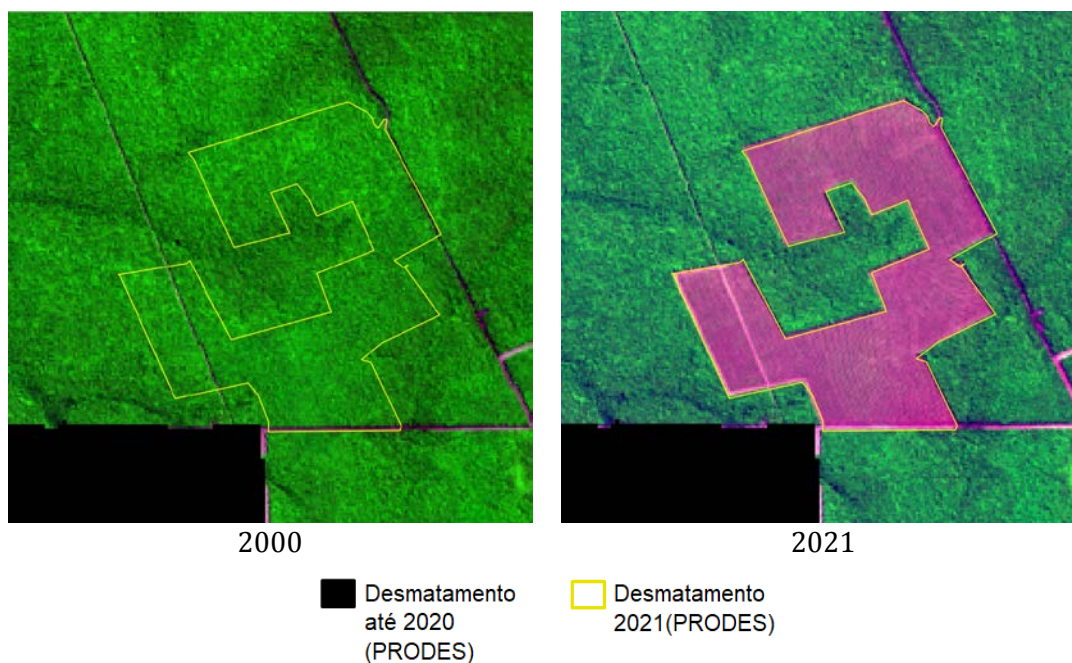 2000
2021
Desmatamento
até 2020
(PRODES)
Desmatamento
2021(PRODES)